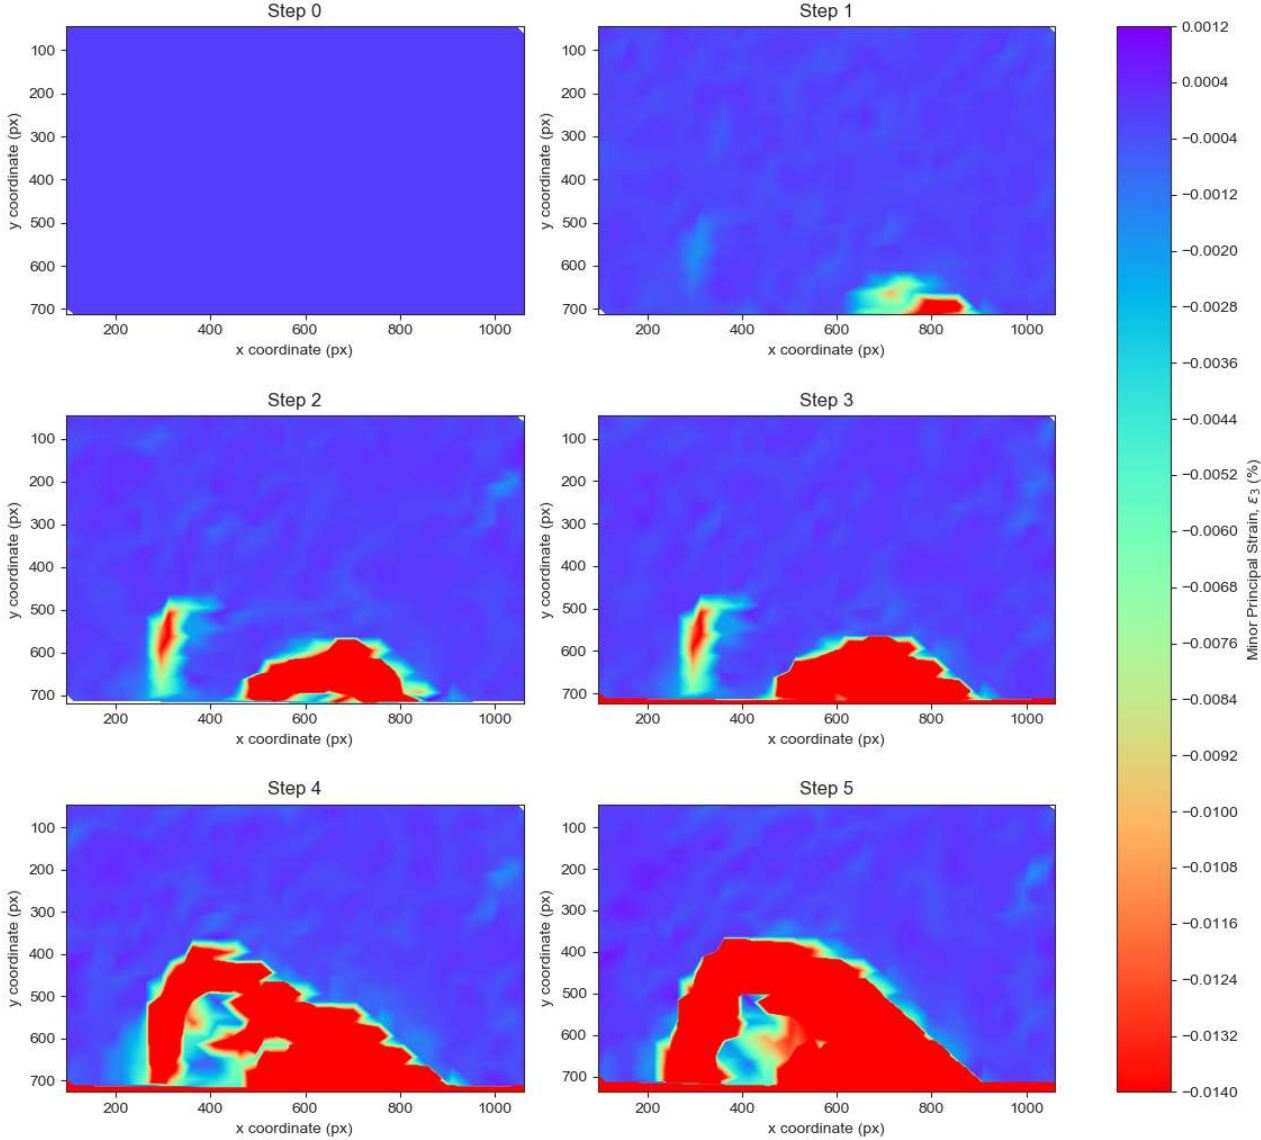 Step 0
100
200
300
400
500
600
700
y coordinate (px)
200 400 600 800 1000
x coordinate (px)
Step 1
100
200
300
400
500
600
700
y coordinate (px)
200 400 600 800 1000
x coordinate (px)
Step 2
100
200
300
400
500
600
700
y coordinate (px)
200 400 600 800 1000
x coordinate (px)
Step 3
100
200
300
400
500
600
700
y coordinate (px)
200 400 600 800 1000
x coordinate (px)
Step 4
100
200
300
400
500
600
700
y coordinate (px)
200 400 600 800 1000
x coordinate (px)
Step 5
100
200
300
400
500
600
700
y coordinate (px)
200 400 600 800 1000
x coordinate (px)
0.0012
0.0004
−0.0004
−0.0012
−0.0020
−0.0028
−0.0036
−0.0044
−0.0052
−0.0060
−0.0068
−0.0076
−0.0084
−0.0092
−0.0100
−0.0108
−0.0116
−0.0124
−0.0132
−0.0140
Minor Principal Strain, ε₃ (%)